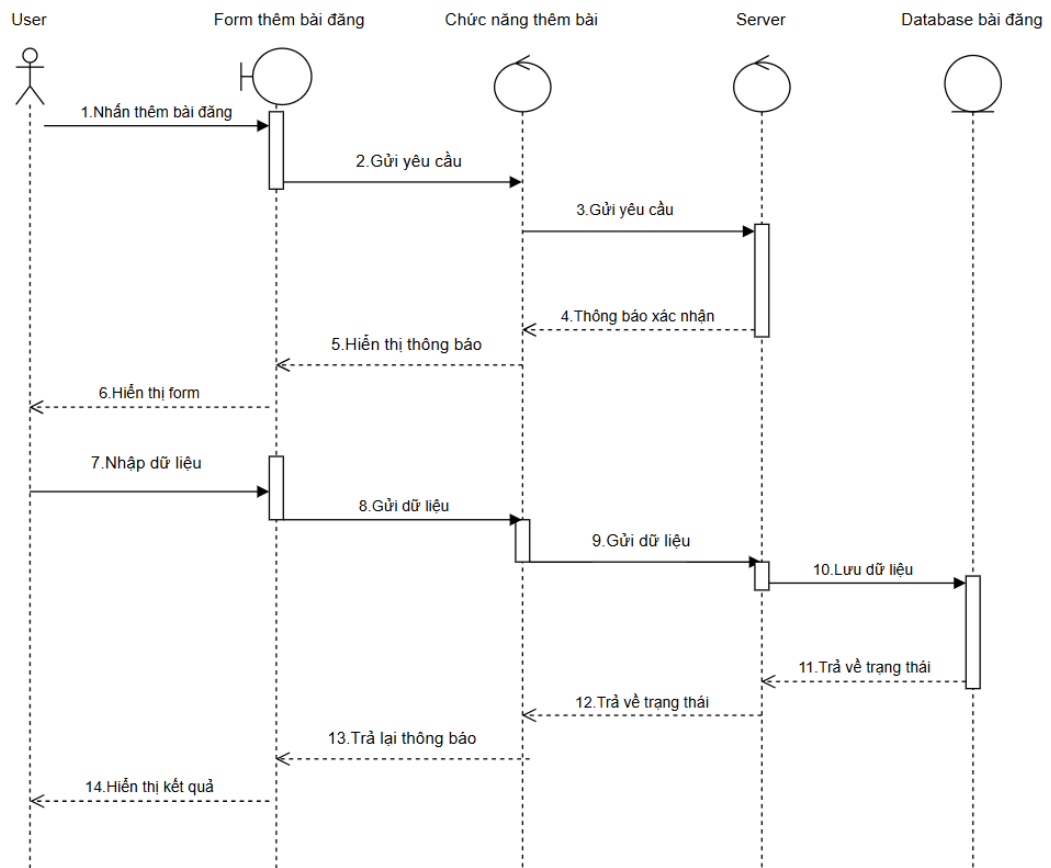 User
Form thêm bài đăng
Chức năng thêm bài
Server
Database bài đăng
1.Nhấn thêm bài đăng
2.Gửi yêu cầu
3.Gửi yêu cầu
4.Thông báo xác nhận
5.Hiển thị thông báo
6.Hiển thị form
7.Nhập dữ liệu
8.Gửi dữ liệu
9.Gửi dữ liệu
10.Lưu dữ liệu
11.Trả về trạng thái
12.Trả về trạng thái
13.Trả lại thông báo
14.Hiển thị kết quả